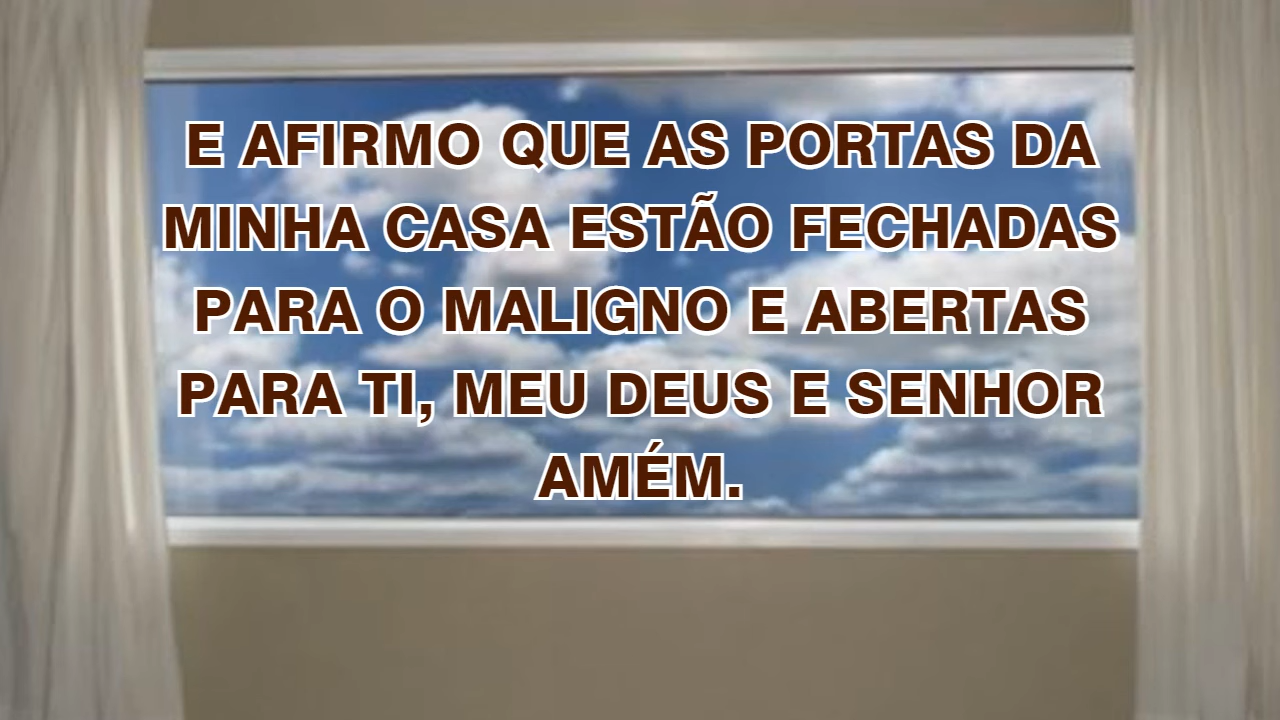 E AFIRMO QUE AS PORTAS DA
MINHA CASA ESTÃO FECHADAS
PARA O MALIGNO E ABERTAS
PARA TI, MEU DEUS E SENHOR
AMÉM.